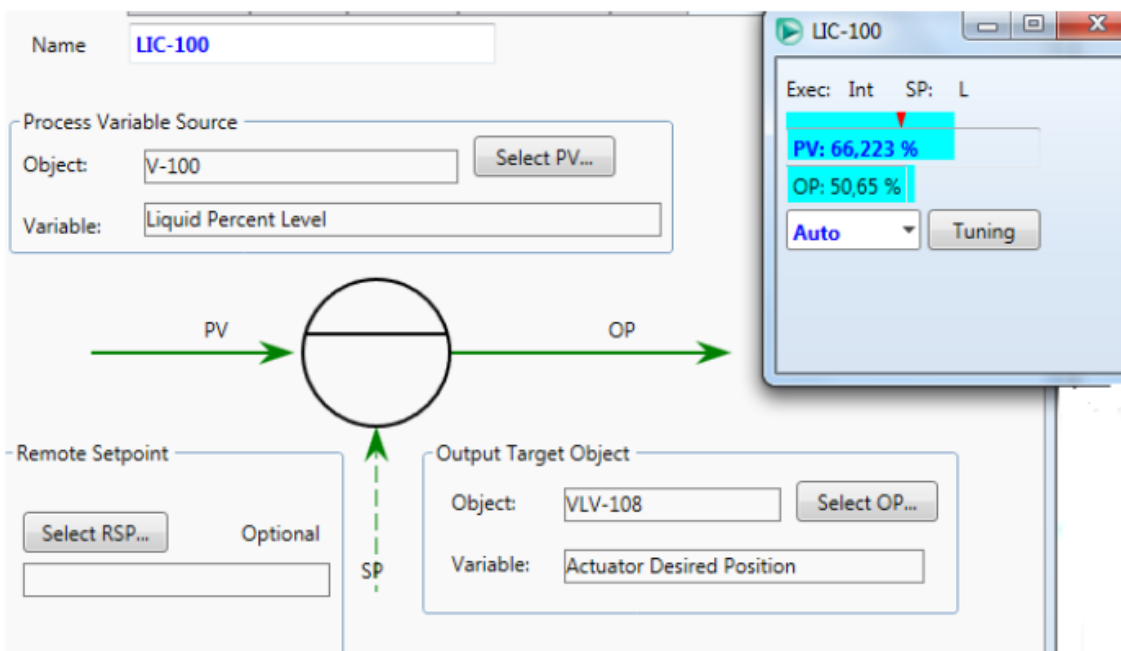 Name LIC-100
Process Variable Source
Object: V-100 Select PV...
Variable: Liquid Percent Level
PV
OP
Remote Setpoint
Select RSP... Optional
SP
Output Target Object
Object: VLV-108 Select OP...
Variable: Actuator Desired Position
LIC-100
Exec: Int SP: L
PV: 66,223 %
OP: 50,65 %
Auto Tuning